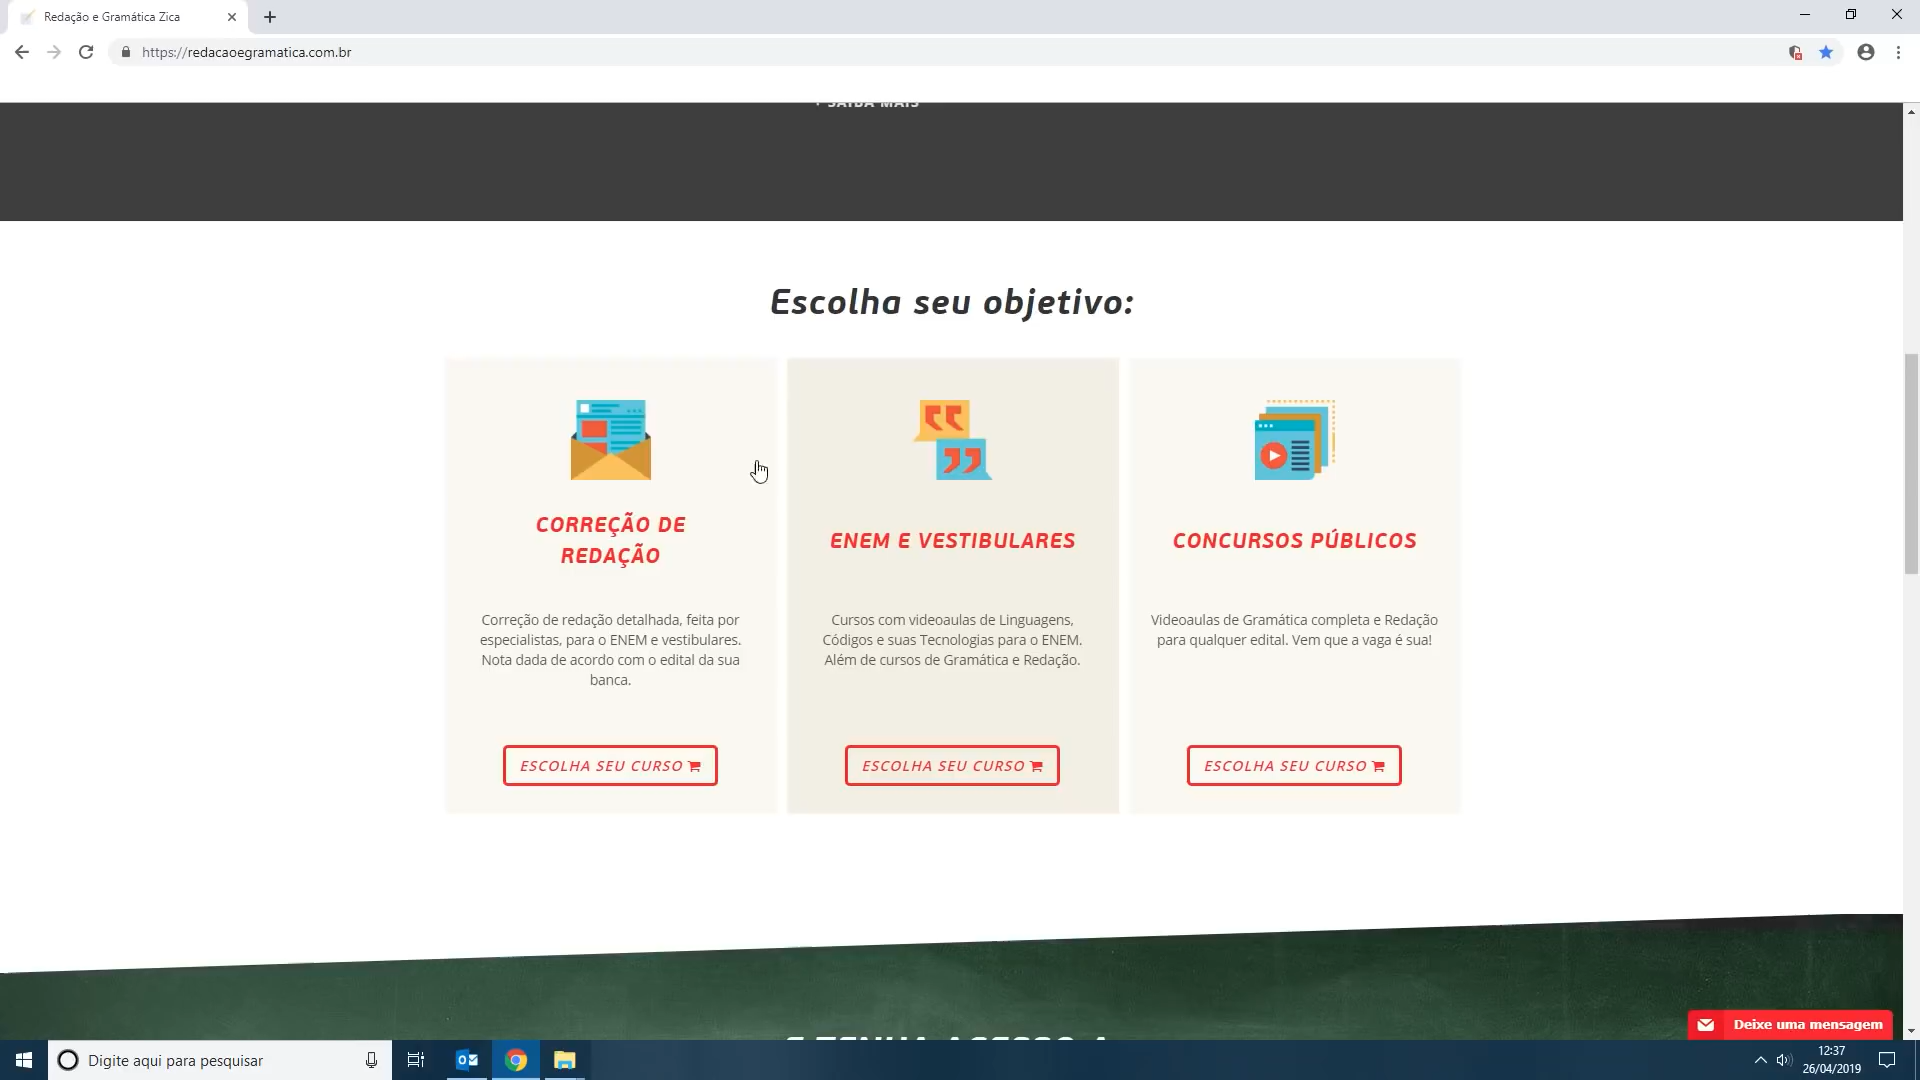 Redação e Gramática Zica
https://redacaoegramatica.com.br
+ SAIBA MAIS
Escolha seu objetivo:
CORREÇÃO DE
REDAÇÃO
Correção de redação detalhada, feita por
especialistas, para o ENEM e vestibulares.
Nota dada de acordo com o edital da sua
banca.
ESCOLHA SEU CURSO
ENEM E VESTIBULARES
Cursos com videoaulas de Linguagens,
Códigos e suas Tecnologias para o ENEM.
Além de cursos de Gramática e Redação.
ESCOLHA SEU CURSO
CONCURSOS PÚBLICOS
Videoaulas de Gramática completa e Redação
para qualquer edital. Vem que a vaga é sua!
ESCOLHA SEU CURSO
E TENHA ACESSO A
Deixe uma mensagem
Digite aqui para pesquisar
12:37
26/04/2019